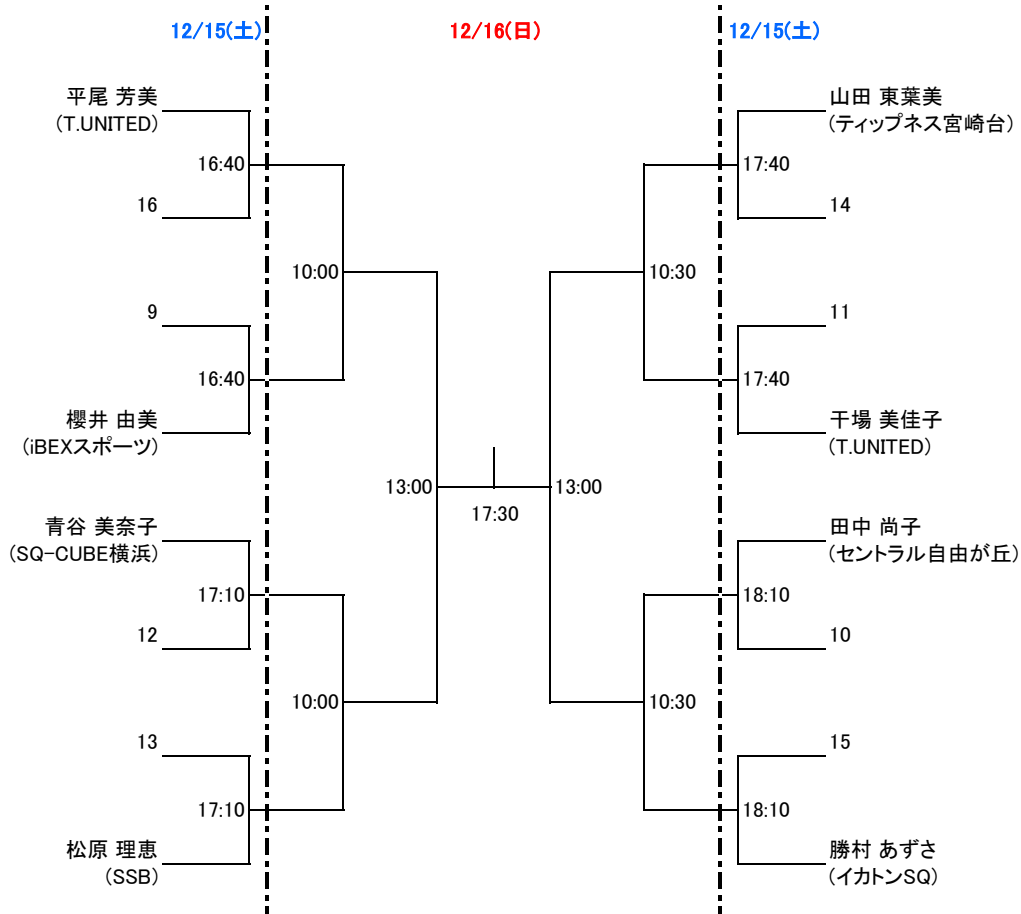 12/15(土)
12/16(日)
12/15(土)
平尾 芳美
(T.UNITED)
16:40
16
10:00
9
16:40
櫻井 由美
(iBEXスポーツ)
13:00
青谷 美奈子
(SQ-CUBE横浜)
17:10
12
10:00
13
17:10
松原 理恵
(SSB)
17:30
山田 東葉美
(ティップネス宮崎台)
17:40
14
10:30
11
17:40
干場 美佳子
(T.UNITED)
13:00
田中 尚子
(セントラル自由が丘)
18:10
10
10:30
15
18:10
勝村 あずさ
(イカトンSQ)